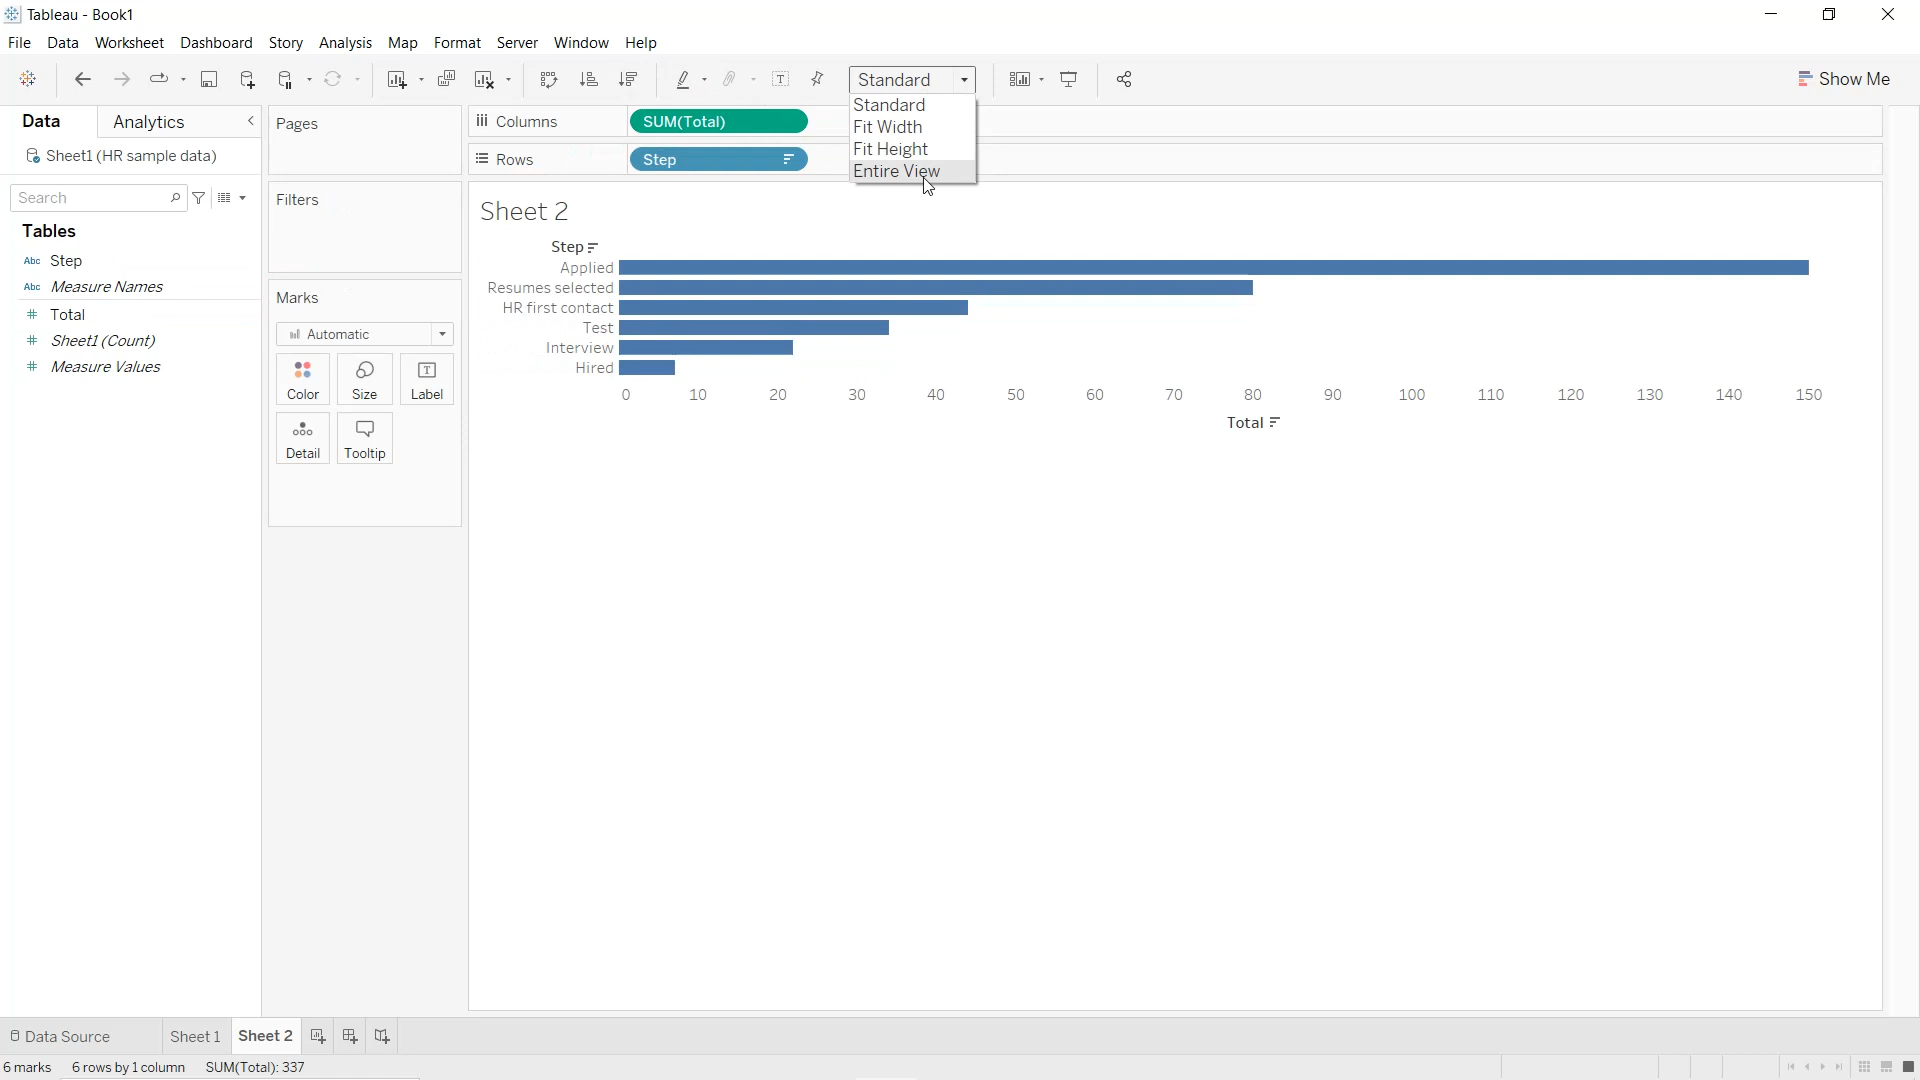 Tableau - Book1
File Data Worksheet Dashboard Story Analysis Map Format Server Window Help
Standard
Show Me
Standard
Fit Width
Fit Height
Entire View
Data Analytics
Sheet1 (HR sample data)
Search
Tables
Abc Step
Abc Measure Names
# Total
# Sheet1 (Count)
# Measure Values
Pages
Filters
Marks
Automatic
Color Size Label
Detail Tooltip
Columns SUM(Total)
Rows Step
Sheet 2
Step
Applied
Resumes selected
HR first contact
Test
Interview
Hired
0 10 20 30 40 50 60 70 80 90 100 110 120 130 140 150
Total
Data Source Sheet 1 Sheet 2
6 marks 6 rows by 1 column SUM(Total): 337